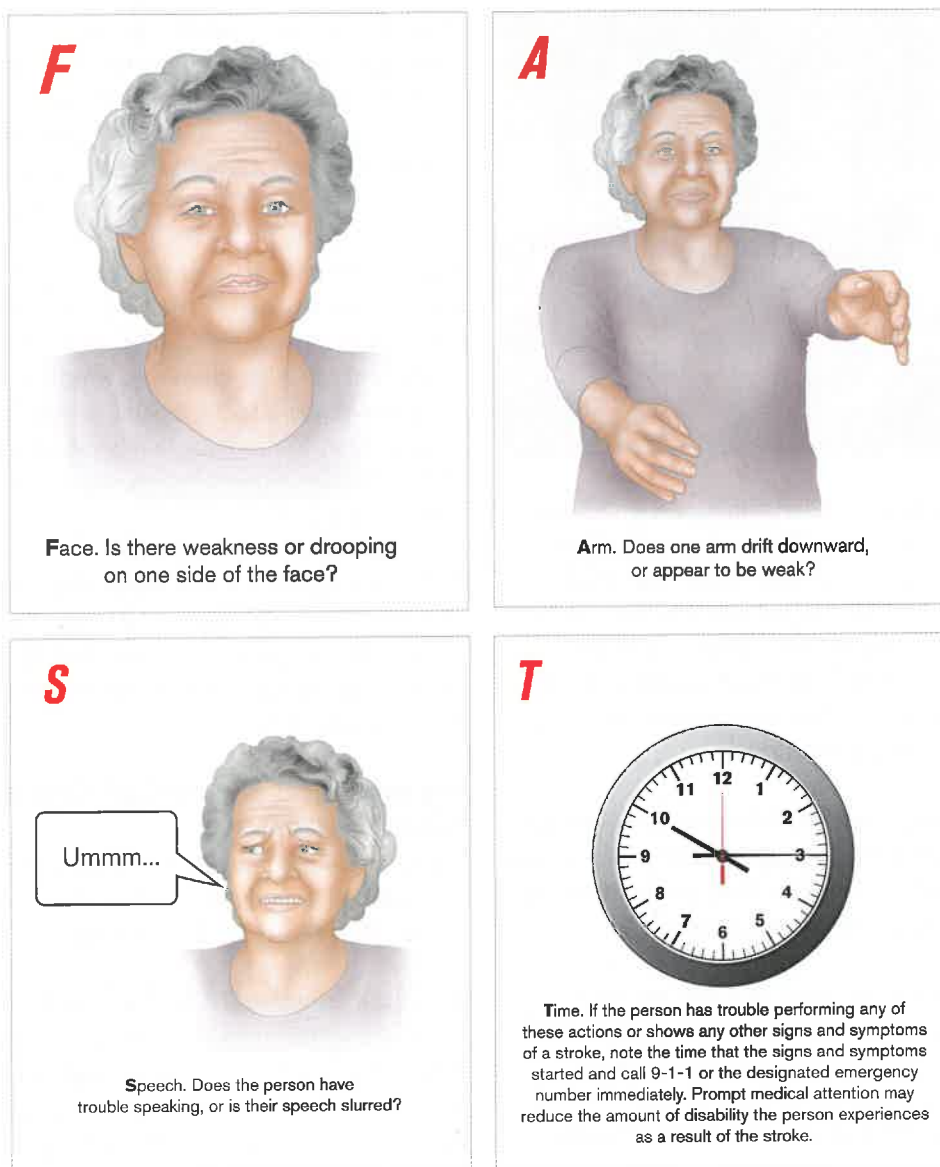 F
Face. Is there weakness or drooping
on one side of the face?
A
Arm. Does one arm drift downward,
or appear to be weak?
S
Ummm...
Speech. Does the person have
trouble speaking, or is their speech slurred?
T
12
1
2
3
4
5
6
7
8
9
10
11
Time. If the person has trouble performing any of
these actions or shows any other signs and symptoms
of a stroke, note the time that the signs and symptoms
started and call 9-1-1 or the designated emergency
number immediately. Prompt medical attention may
reduce the amount of disability the person experiences
as a result of the stroke.